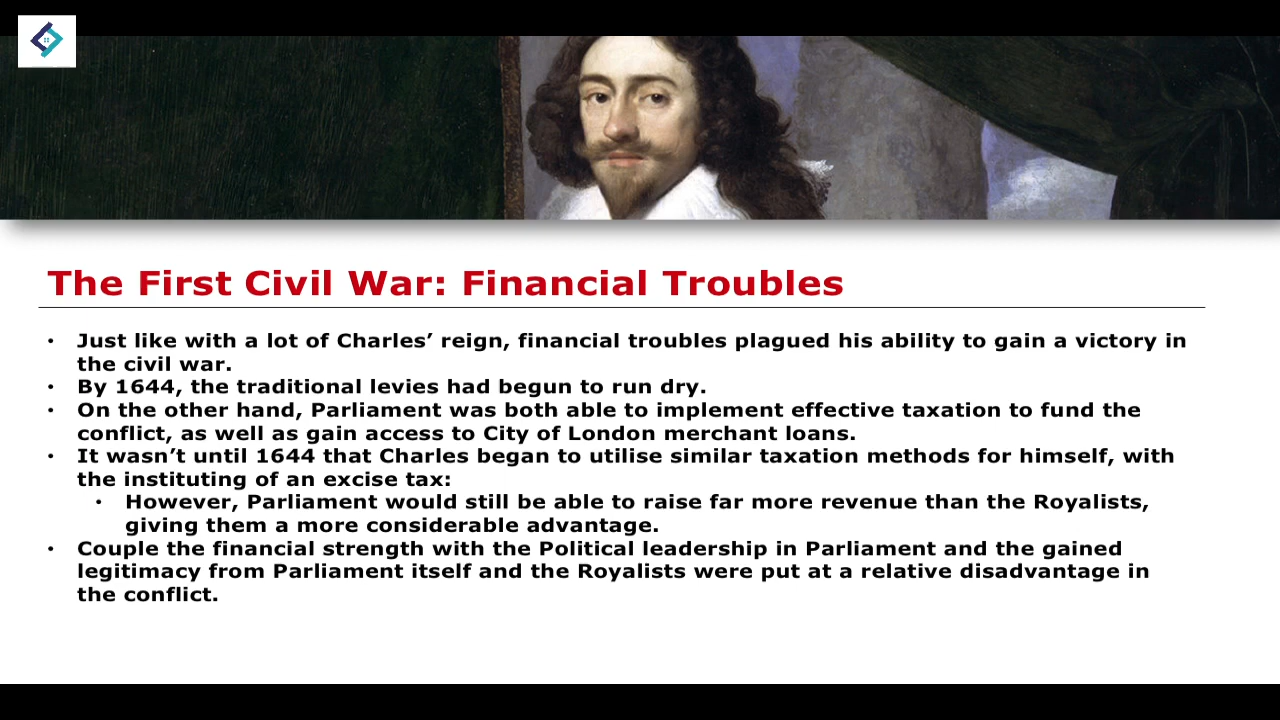 The First Civil War: Financial Troubles
• Just like with a lot of Charles’ reign, financial troubles plagued his ability to gain a victory in
the civil war.
• By 1644, the traditional levies had begun to run dry.
• On the other hand, Parliament was both able to implement effective taxation to fund the
conflict, as well as gain access to City of London merchant loans.
• It wasn’t until 1644 that Charles began to utilise similar taxation methods for himself, with
the instituting of an excise tax:
• However, Parliament would still be able to raise far more revenue than the Royalists,
giving them a more considerable advantage.
• Couple the financial strength with the Political leadership in Parliament and the gained
legitimacy from Parliament itself and the Royalists were put at a relative disadvantage in
the conflict.